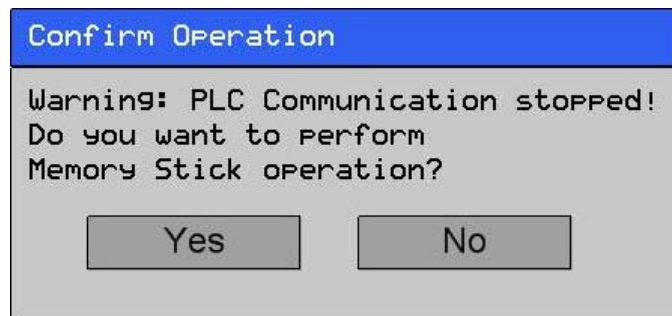 Confirm Operation
Warning: PLC Communication stopped!
Do you want to perform
Memory Stick operation?
Yes No